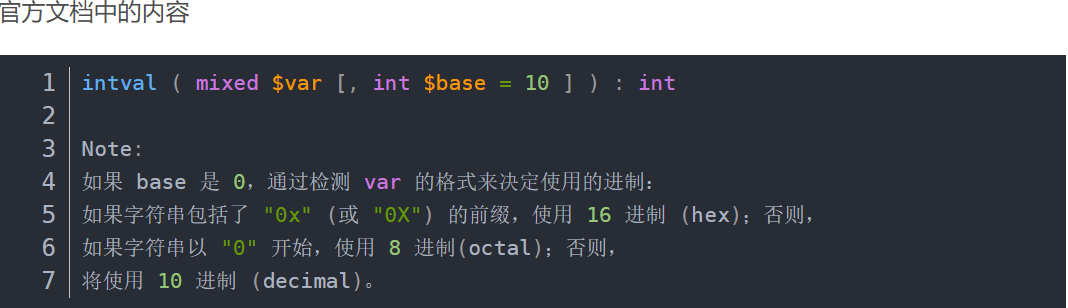 官方文档中的内容
1 intval ( mixed $var [, int $base = 10 ] ) : int
2
3 Note:
4 如果 base 是 0，通过检测 var 的格式来决定使用的进制：
5 如果字符串包括了 "0x" (或 "0X") 的前缀，使用 16 进制 (hex)；否则，
6 如果字符串以 "0" 开始，使用 8 进制(octal)；否则，
7 将使用 10 进制 (decimal)。